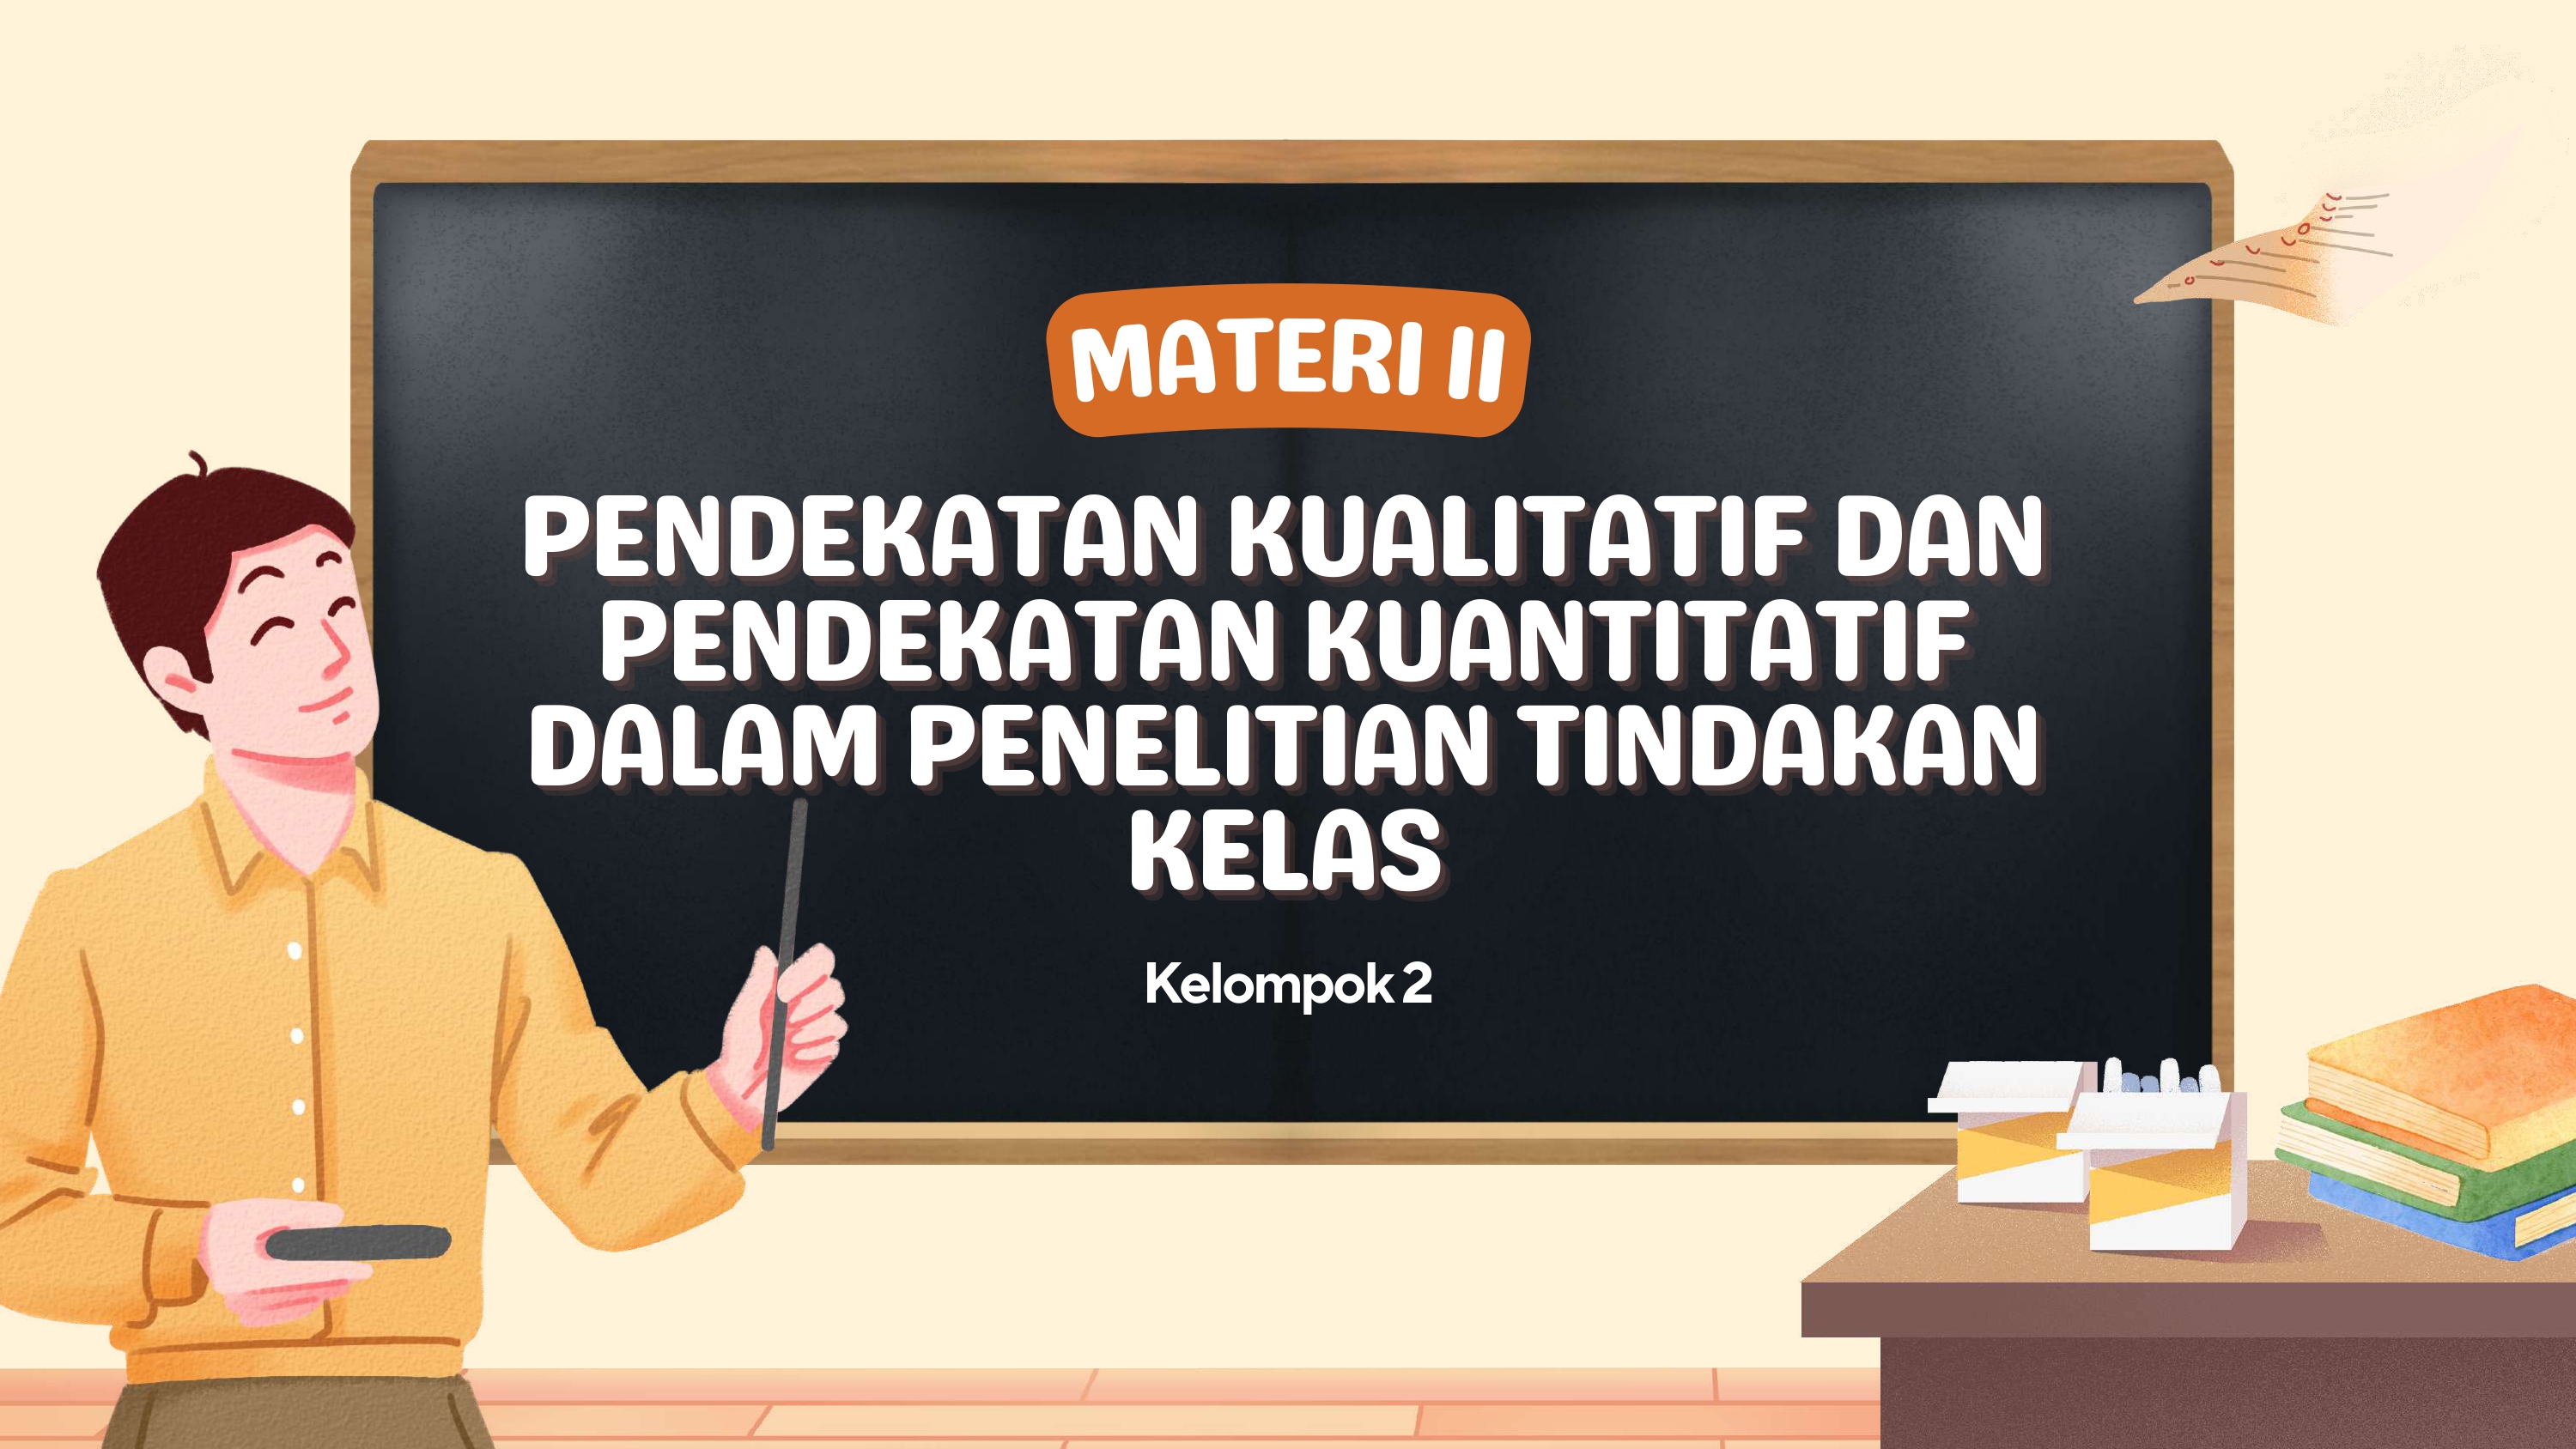 MATERI II
PENDEKATAN KUALITATIF DAN
PENDEKATAN KUANTITATIF
DALAM PENELITIAN TINDAKAN
KELAS
Kelompok 2